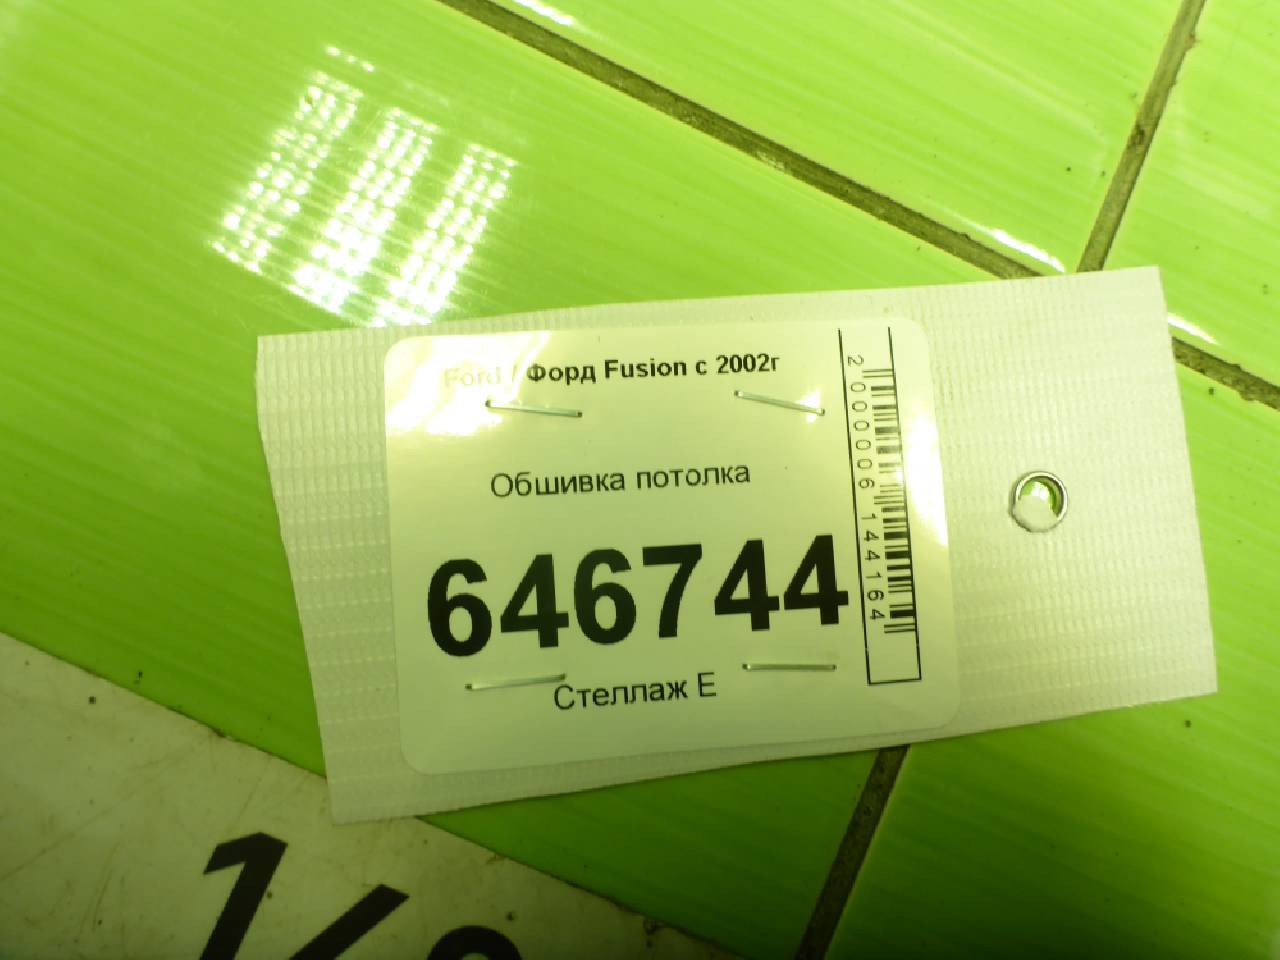 Ford / Форд Fusion с 2002г
Обшивка потолка
646744
Стеллаж Е
2000006144164